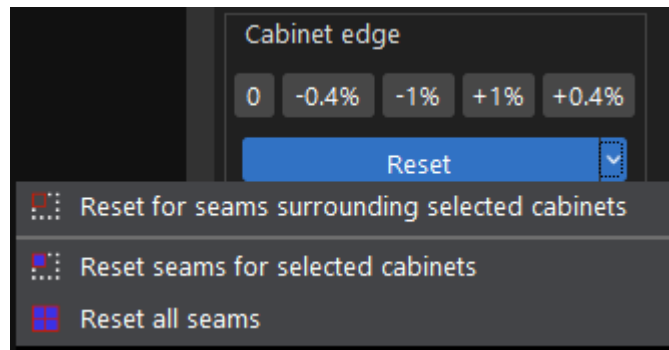 Cabinet edge
0 -0.4% -1% +1% +0.4%
Reset
Reset for seams surrounding selected cabinets
Reset seams for selected cabinets
Reset all seams